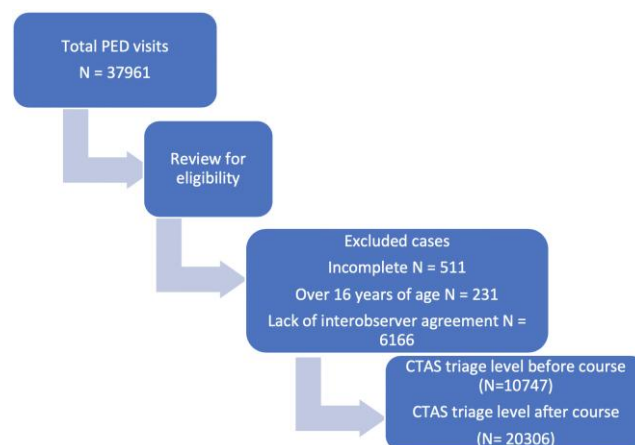 Total PED visits
N = 37961
Review for
eligibility
Excluded cases
Incomplete N = 511
Over 16 years of age N = 231
Lack of interobserver agreement N =
6166
CTAS triage level before course
(N=10747)
CTAS triage level after course
(N= 20306)